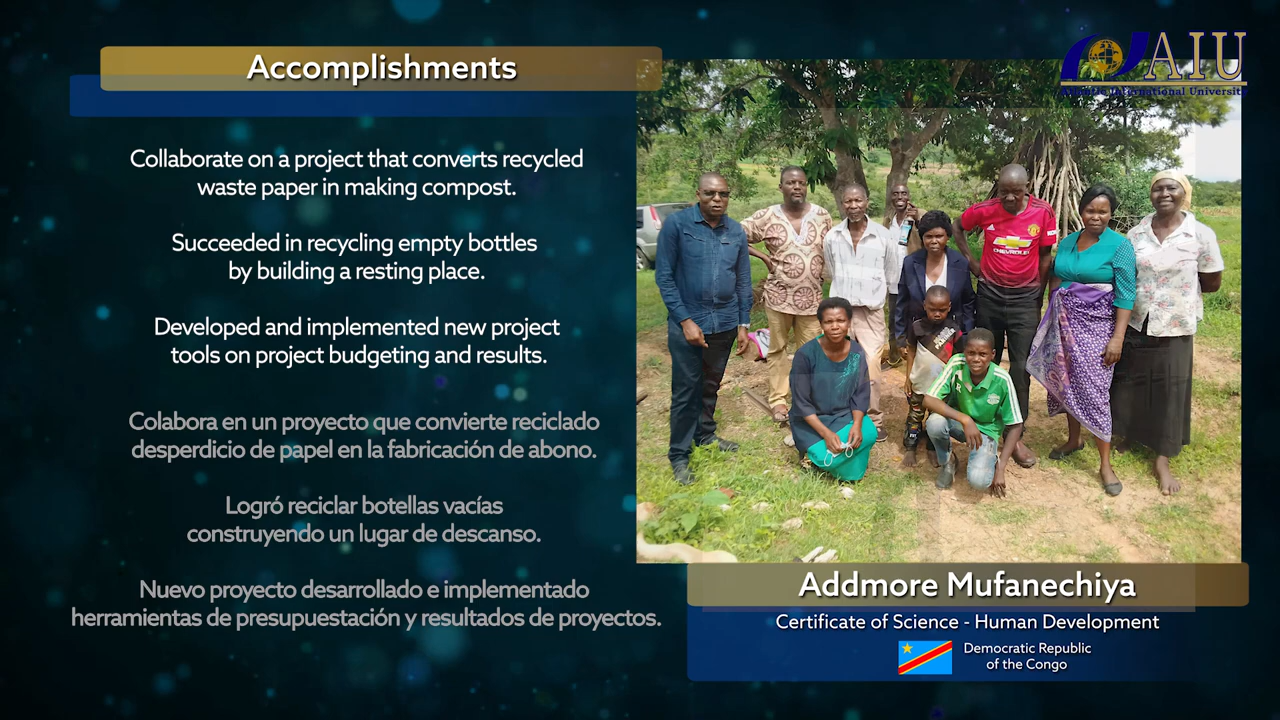 Accomplishments
Collaborate on a project that converts recycled
waste paper in making compost.
Succeeded in recycling empty bottles
by building a resting place.
Developed and implemented new project
tools on project budgeting and results.
Colabora en un proyecto que convierte reciclado
desperdicio de papel en la fabricación de abono.
Logró reciclar botellas vacías
construyendo un lugar de descanso.
Nuevo proyecto desarrollado e implementado
herramientas de presupuestación y resultados de proyectos.
AIU
Atlantic International University
CHEVROLET
Addmore Mufanechiya
Certificate of Science - Human Development
Democratic Republic
of the Congo